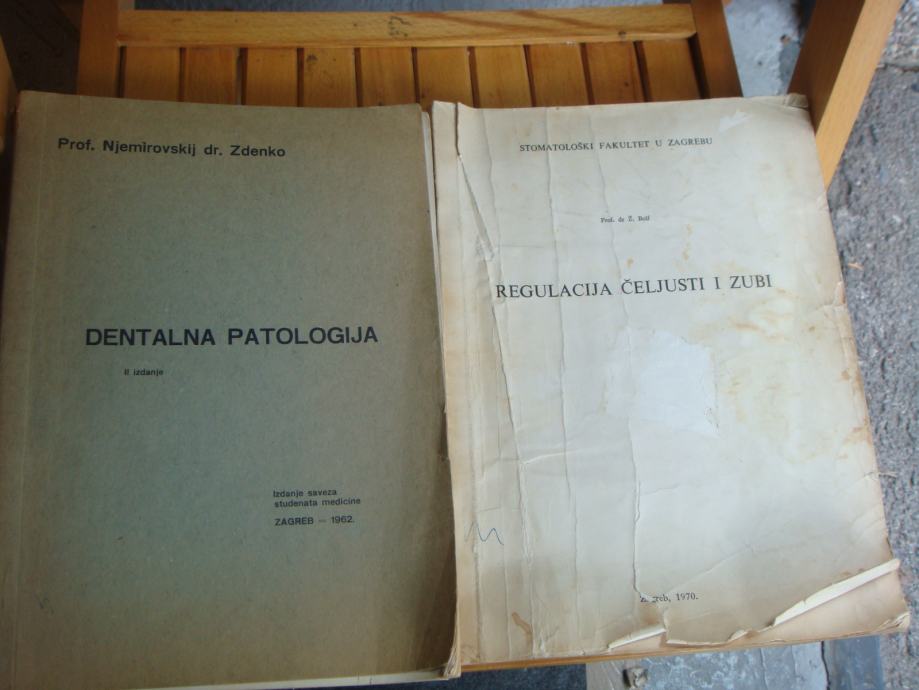 Prof. Njemirovskij dr. Zdenko
DENTALNA PATOLOGIJA
II izdanje
Izdanje saveza
studenata medicine
ZAGREB — 1962.
STOMATOLOŠKI FAKULTET U ZAGREBU
Prof. dr Ž.
REGULACIJA ČELJUSTI I ZUBI
Zagreb, 1970.